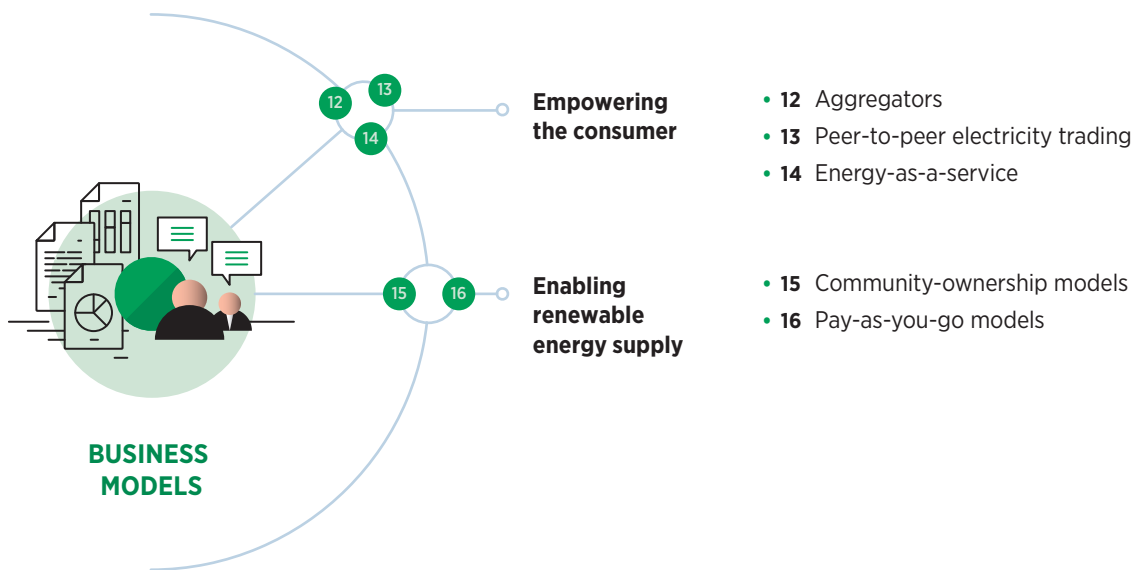 12
13
14
Empowering
the consumer
• 12 Aggregators
• 13 Peer-to-peer electricity trading
• 14 Energy-as-a-service
15
16
Enabling
renewable
energy supply
• 15 Community-ownership models
• 16 Pay-as-you-go models
BUSINESS
MODELS